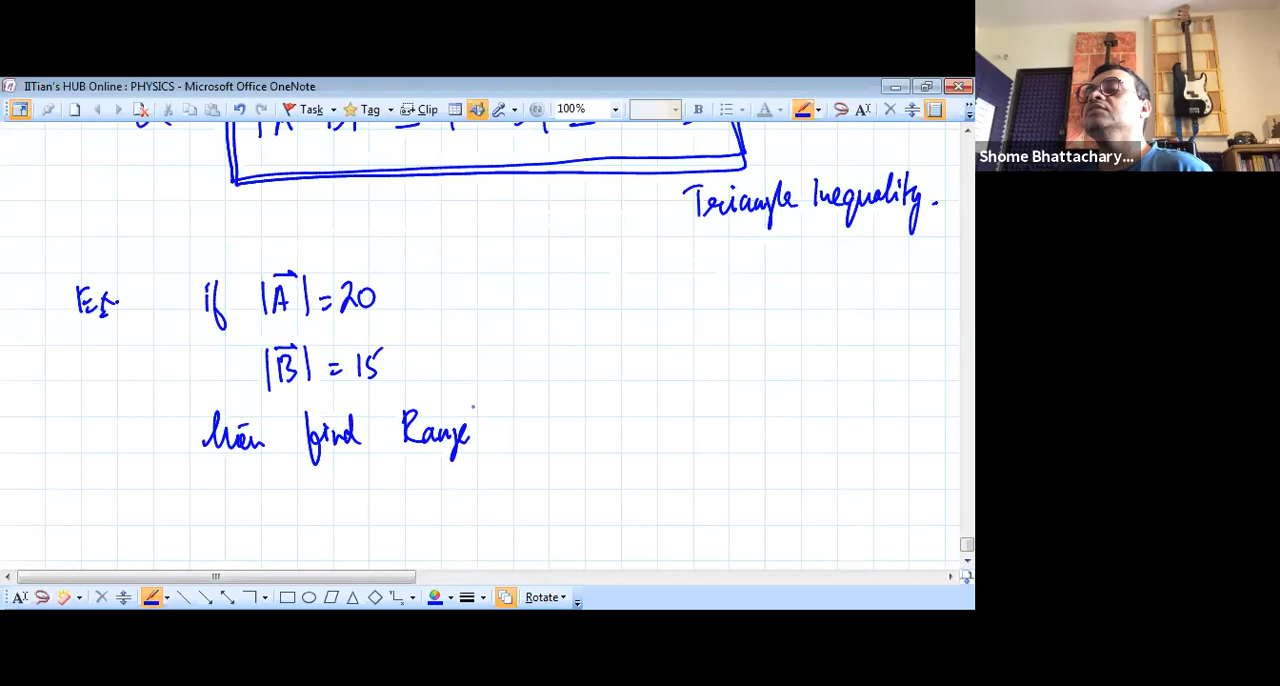 IITian's HUB Online : PHYSICS - Microsoft Office OneNote
Task Tag Clip 100% B A
Triangle Inequality.
Shome Bhattachary...
Ex. if |A⃗| = 20
|B⃗| = 15
then find Range
Rotate